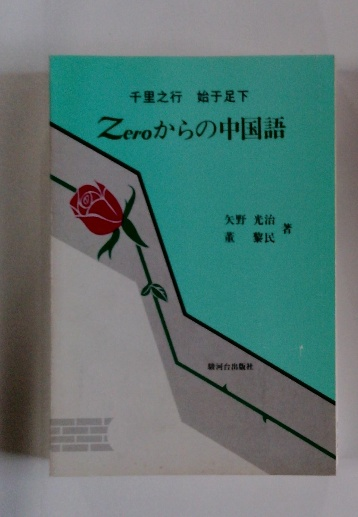 千里之行 始于足下
Zeroからの中国語
矢野 光治
董 黎民 著
駿河台出版社